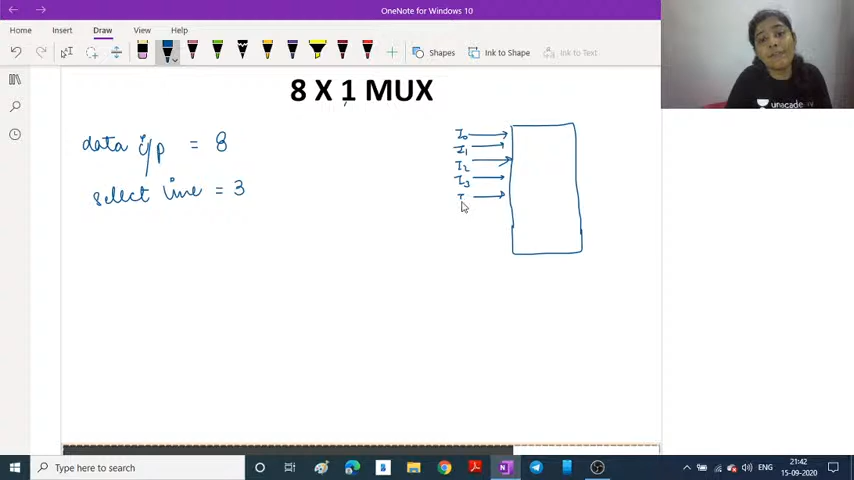 OneNote for Windows 10
Home Insert Draw View Help
Shapes Ink to Shape Ink to Text
8 X 1 MUX
data i/p = 8
select line = 3
I0
I1
I2
I3
I
unacade
Type here to search
ENG
21:42
15-09-2020